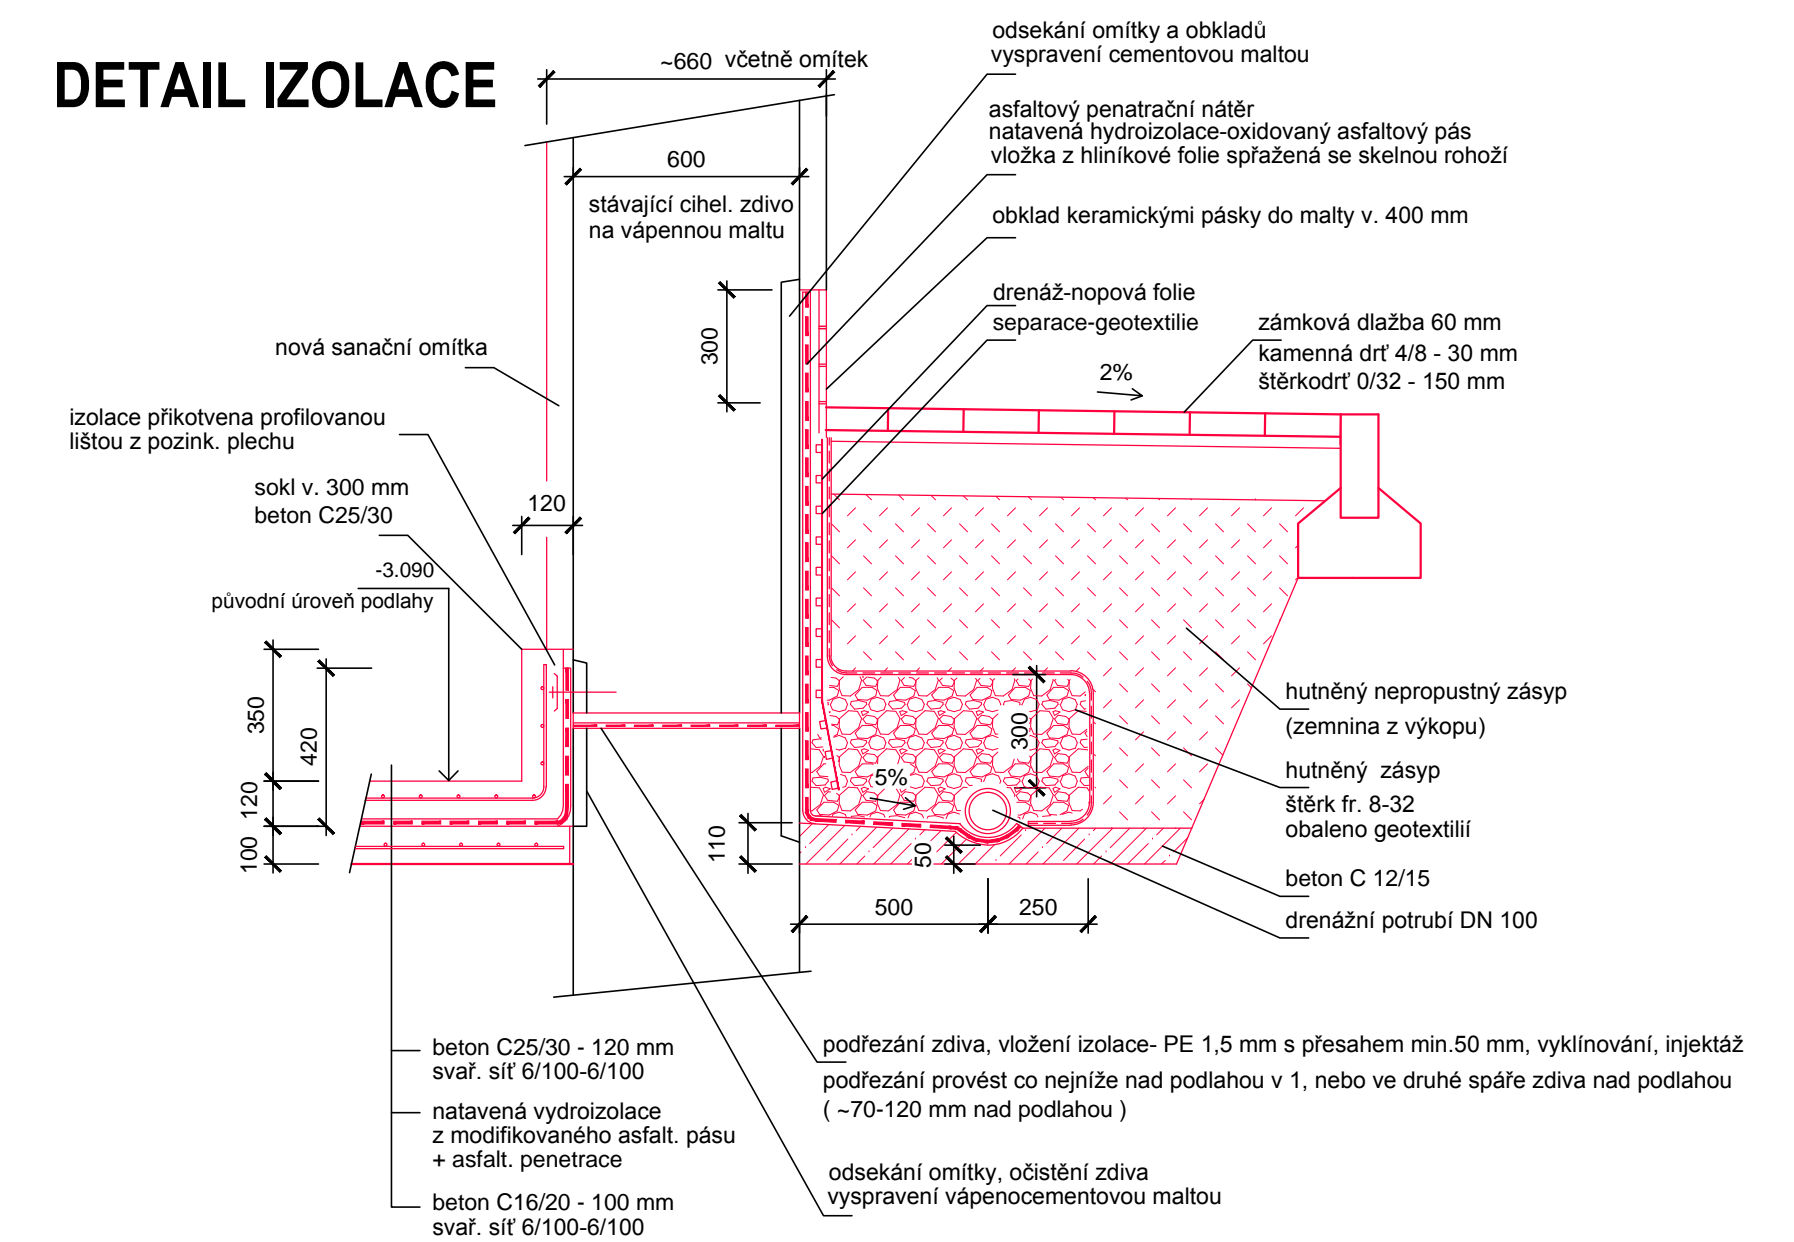 DETAIL IZOLACE
~660 včetně omítek
odsekání omítky a obkladů
vyspravení cementovou maltou
asfaltový penatrační nátěr
natavená hydroizolace-oxidovaný asfaltový pás
vložka z hliníkové folie spřažená se skelnou rohoží
600
stávající cihel. zdivo
na vápennou maltu
obklad keramickými pásky do malty v. 400 mm
drenáž-nopová folie
separace-geotextilie
zámková dlažba 60 mm
kamenná drť 4/8 - 30 mm
štěrkodrť 0/32 - 150 mm
2%
300
nová sanační omítka
izolace přikotvena profilovanou
lištou z pozink. plechu
sokl v. 300 mm
beton C25/30
120
-3.090
původní úroveň podlahy
350
420
120
100
300
5%
110
50
500
250
hutněný nepropustný zásyp
(zemnina z výkopu)
hutněný zásyp
štěrk fr. 8-32
obaleno geotextilií
beton C 12/15
drenážní potrubí DN 100
beton C25/30 - 120 mm
svař. síť 6/100-6/100
natavená vydroizolace
z modifikovaného asfalt. pásu
+ asfalt. penetrace
beton C16/20 - 100 mm
svař. síť 6/100-6/100
podřezání zdiva, vložení izolace- PE 1,5 mm s přesahem min.50 mm, vyklínování, injektáž
podřezání provést co nejníže nad podlahou v 1, nebo ve druhé spáře zdiva nad podlahou
( ~70-120 mm nad podlahou )
odsekání omítky, očistění zdiva
vyspravení vápenocementovou maltou